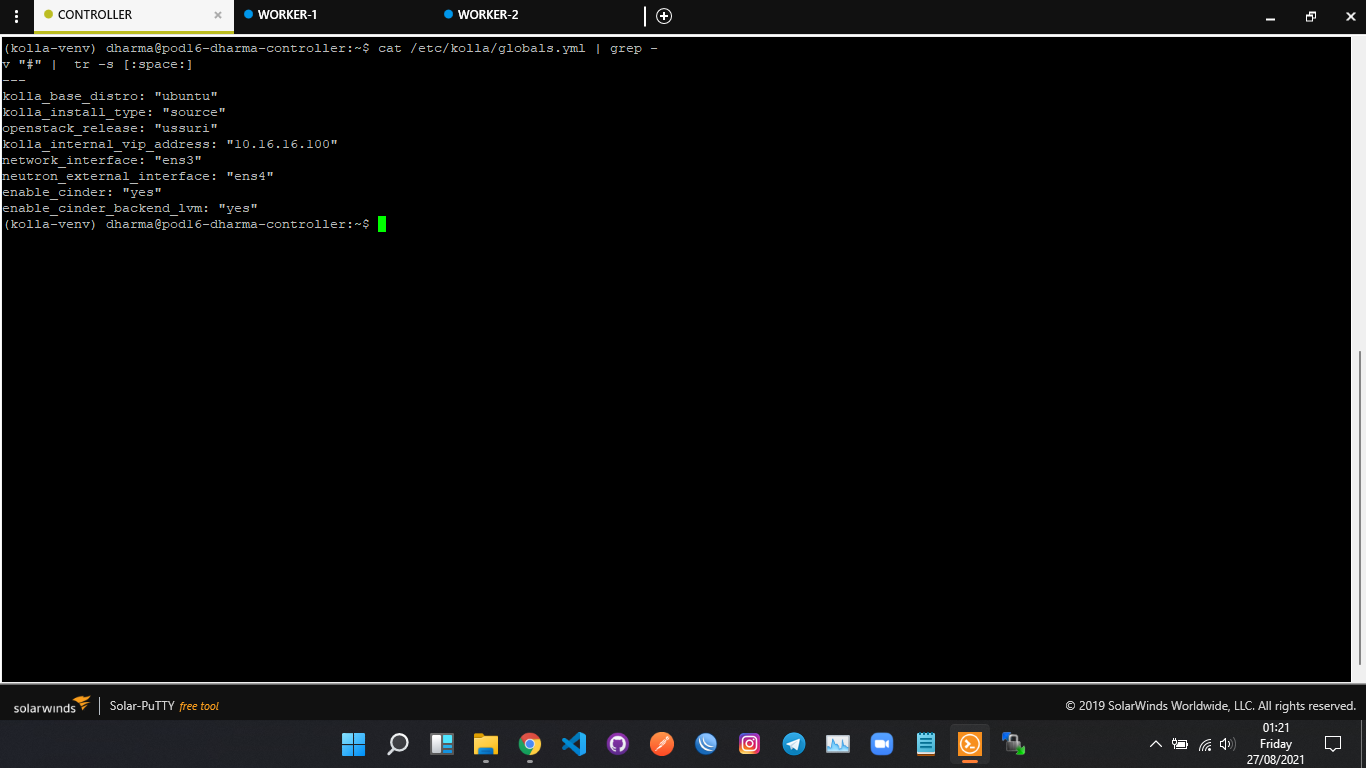 CONTROLLER
WORKER-1
WORKER-2
(kolla-venv) dharma@pod16-dharma-controller:~$ cat /etc/kolla/globals.yml | grep -
v "#" |  tr -s [:space:]
---
kolla_base_distro: "ubuntu"
kolla_install_type: "source"
openstack_release: "ussuri"
kolla_internal_vip_address: "10.16.16.100"
network_interface: "ens3"
neutron_external_interface: "ens4"
enable_cinder: "yes"
enable_cinder_backend_lvm: "yes"
(kolla-venv) dharma@pod16-dharma-controller:~$
solarwinds
Solar-PuTTY free tool
© 2019 SolarWinds Worldwide, LLC. All rights reserved.
01:21
Friday
27/08/2021